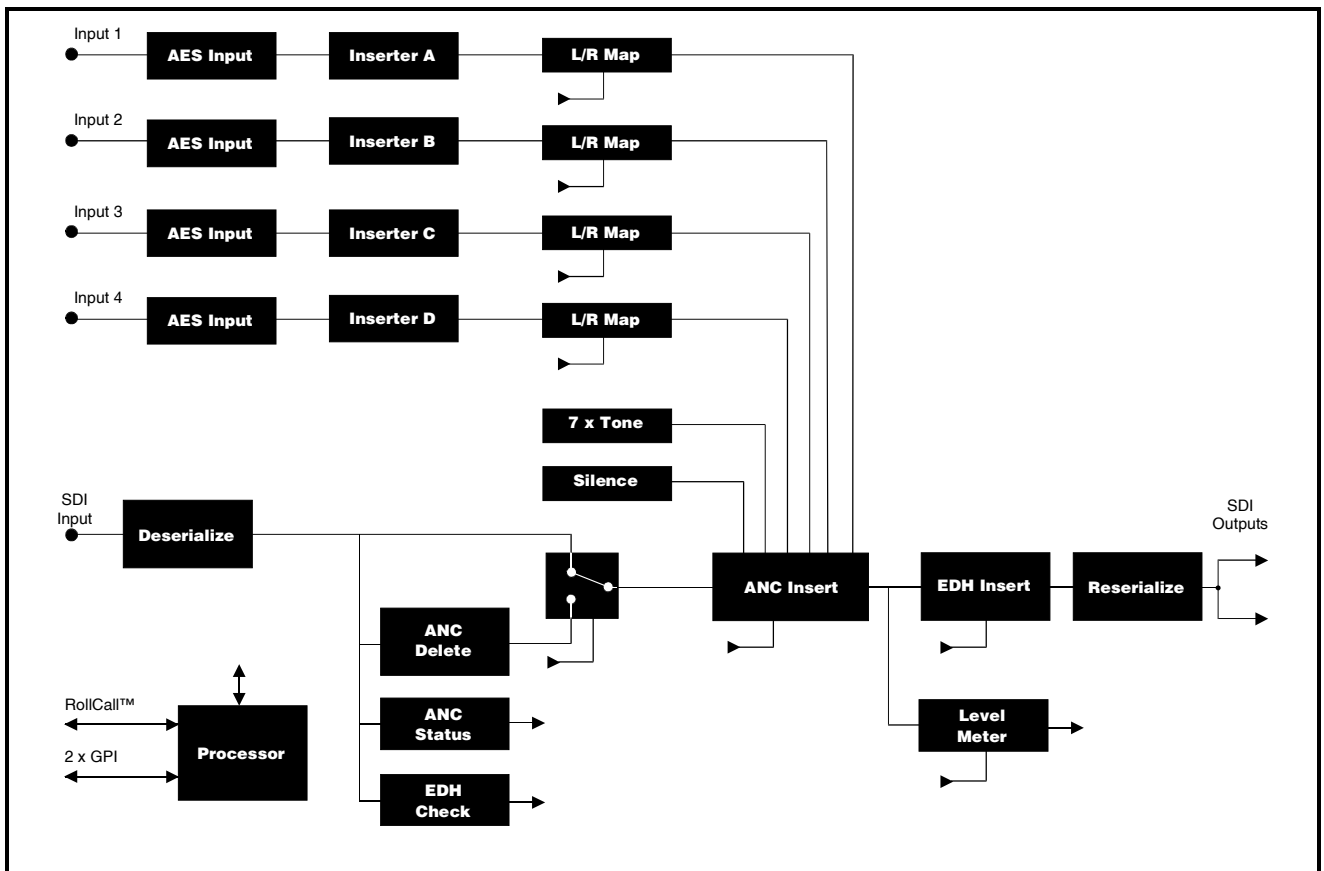 Input 1
AES Input
Inserter A
L/R Map
Input 2
AES Input
Inserter B
L/R Map
Input 3
AES Input
Inserter C
L/R Map
Input 4
AES Input
Inserter D
L/R Map
7 x Tone
Silence
SDI
Input
Deserialize
SDI
Outputs
ANC Insert
EDH Insert
Reserialize
ANC
Delete
RollCall™
2 x GPI
Processor
ANC
Status
Level
Meter
EDH
Check